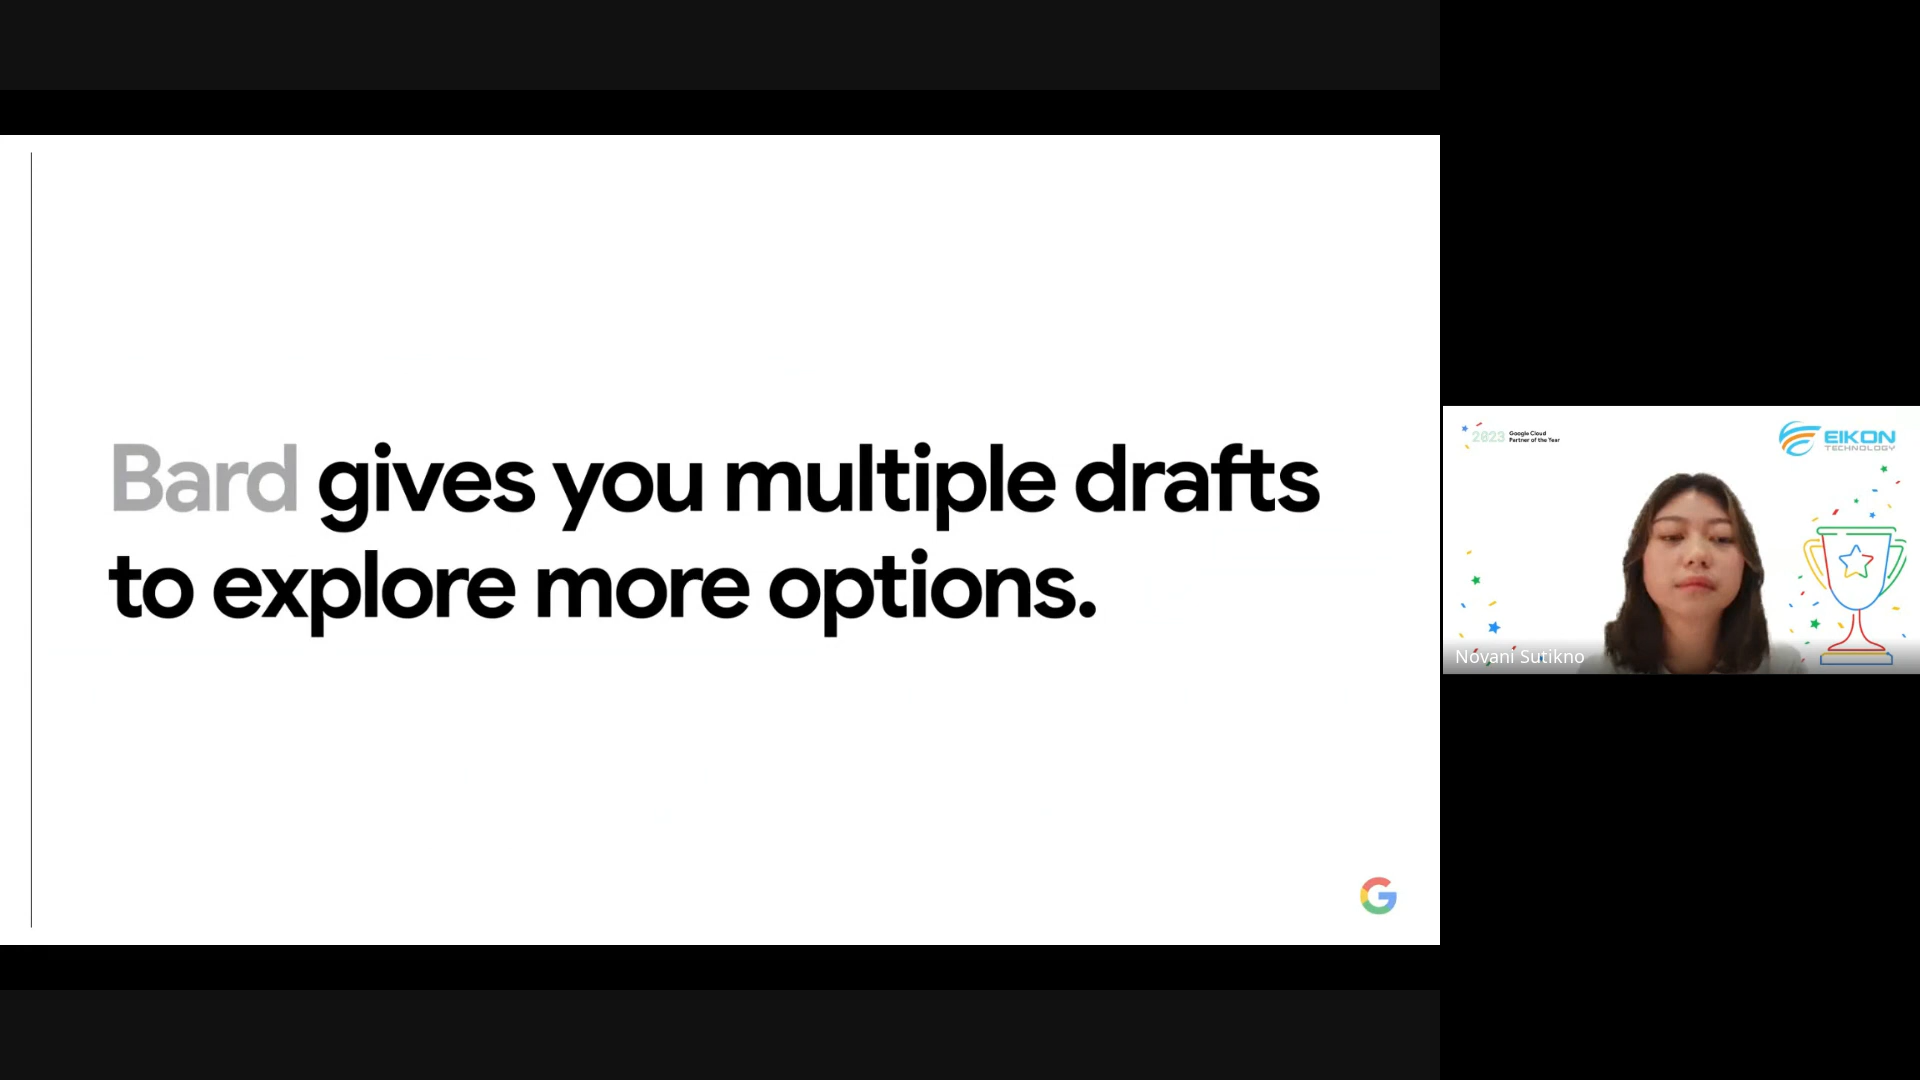 Bard gives you multiple drafts
to explore more options.
2023 Google Cloud
Partner of the Year
EIKON
TECHNOLOGY
Novani Sutikno